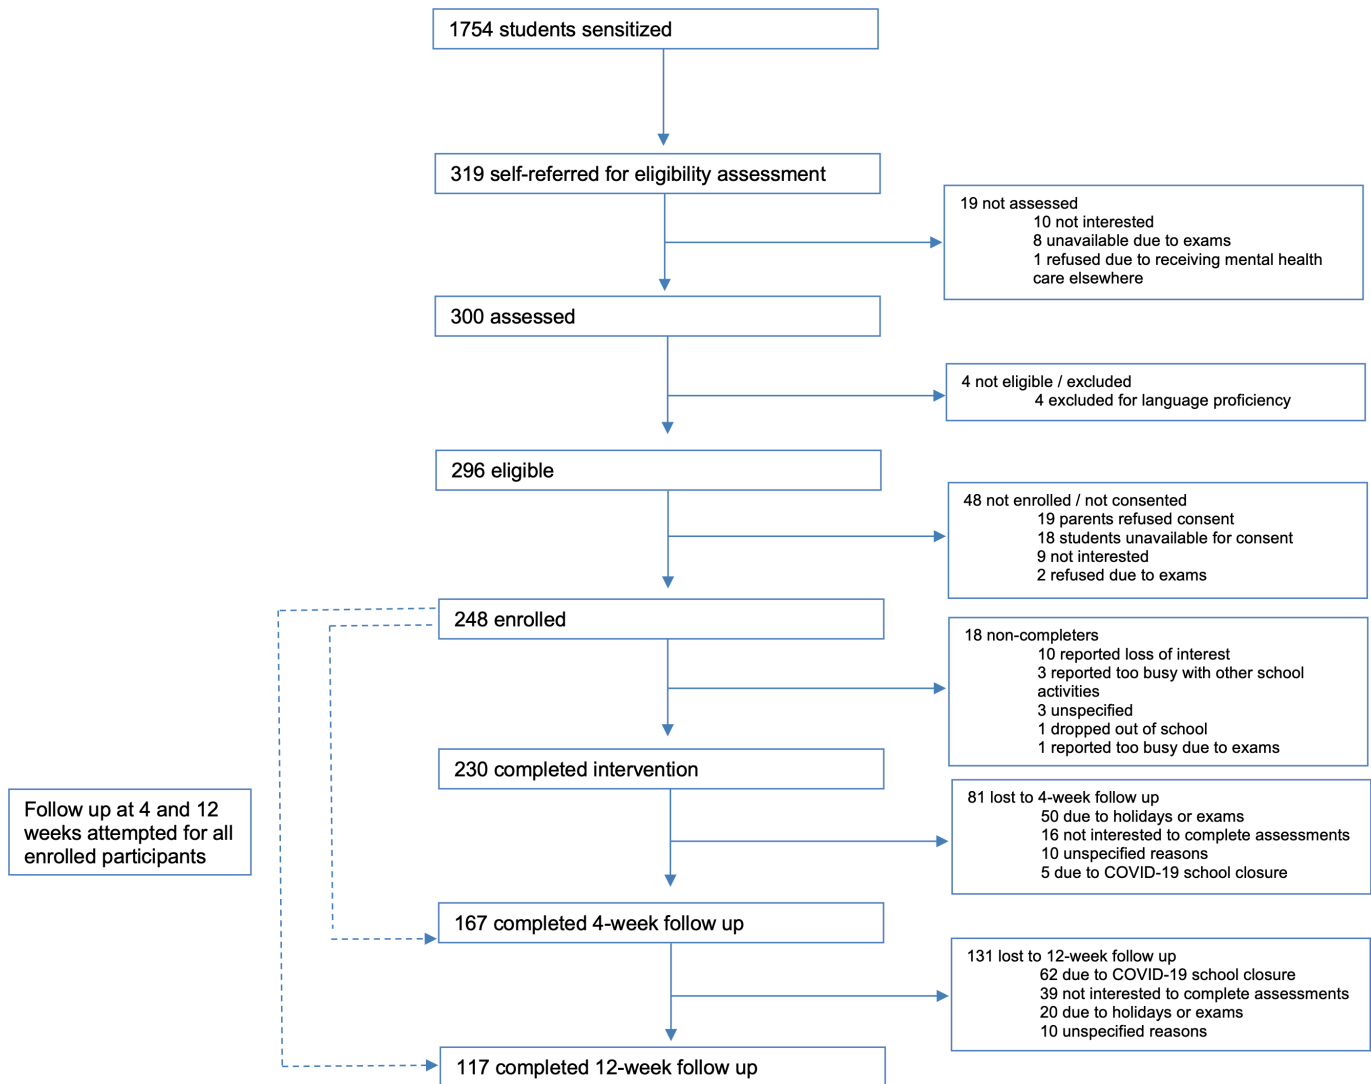 1754 students sensitized
319 self-referred for eligibility assessment
19 not assessed
10 not interested
8 unavailable due to exams
1 refused due to receiving mental health
care elsewhere
300 assessed
4 not eligible / excluded
4 excluded for language proficiency
296 eligible
48 not enrolled / not consented
19 parents refused consent
18 students unavailable for consent
9 not interested
2 refused due to exams
248 enrolled
18 non-completers
10 reported loss of interest
3 reported too busy with other school
activities
3 unspecified
1 dropped out of school
1 reported too busy due to exams
230 completed intervention
Follow up at 4 and 12
weeks attempted for all
enrolled participants
81 lost to 4-week follow up
50 due to holidays or exams
16 not interested to complete assessments
10 unspecified reasons
5 due to COVID-19 school closure
167 completed 4-week follow up
131 lost to 12-week follow up
62 due to COVID-19 school closure
39 not interested to complete assessments
20 due to holidays or exams
10 unspecified reasons
117 completed 12-week follow up